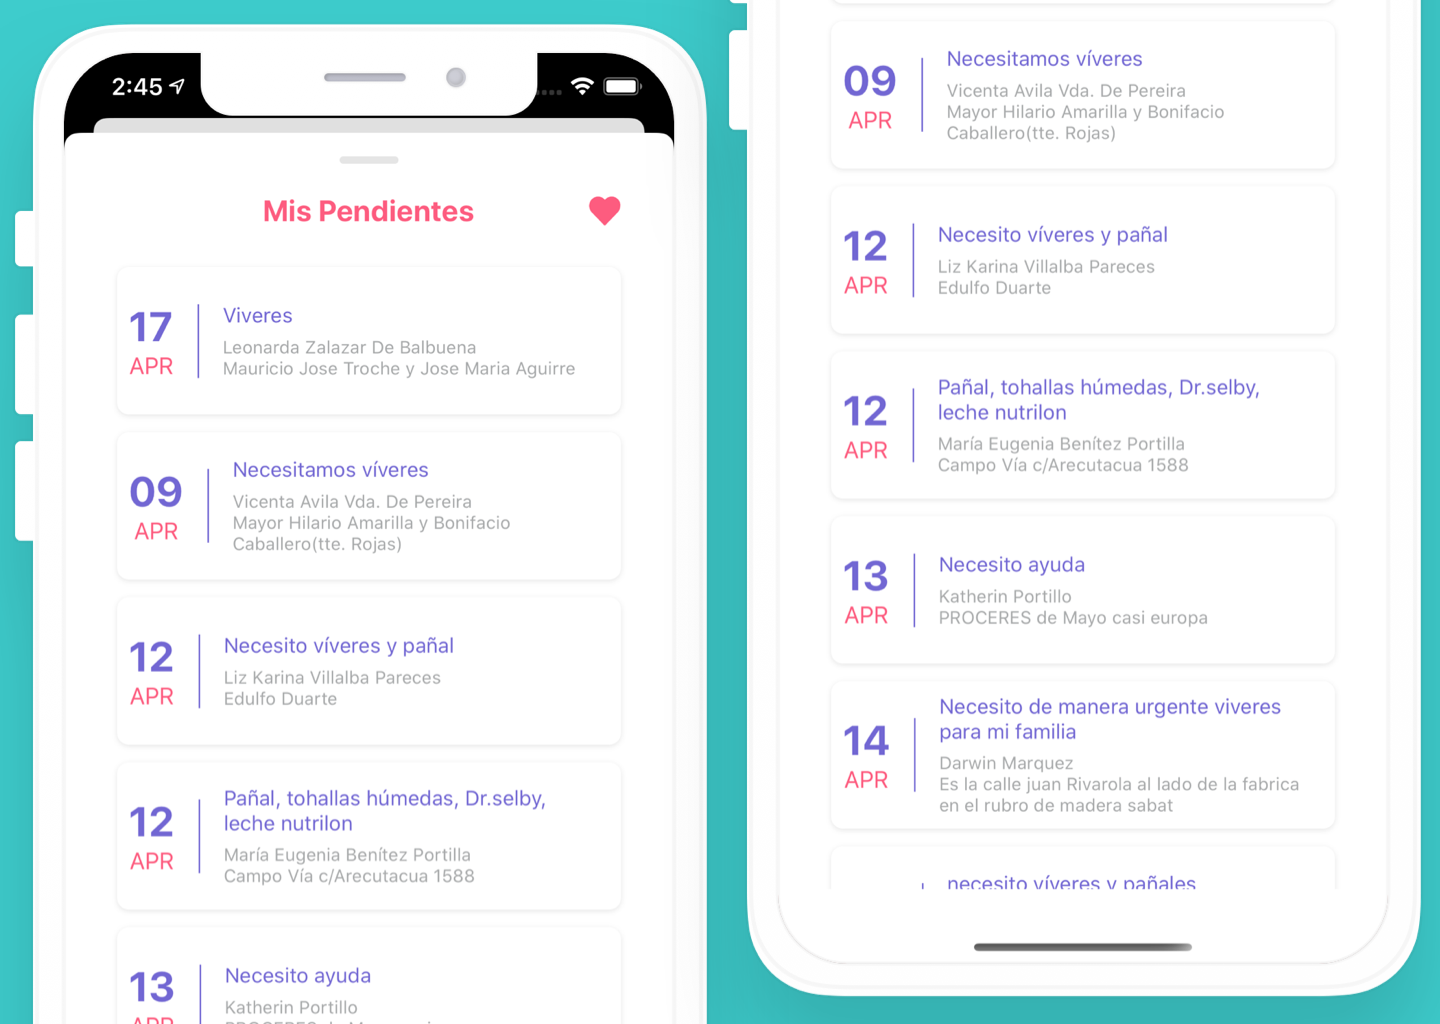 2:45
Mis Pendientes
17
APR
Viveres
Leonarda Zalazar De Balbuena
Mauricio Jose Troche y Jose Maria Aguirre
09
APR
Necesitamos víveres
Vicenta Avila Vda. De Pereira
Mayor Hilario Amarilla y Bonifacio
Caballero(tte. Rojas)
12
APR
Necesito víveres y pañal
Liz Karina Villalba Pareces
Edulfo Duarte
12
APR
Pañal, tohallas húmedas, Dr.selby,
leche nutrilon
María Eugenia Benítez Portilla
Campo Vía c/Arecutacua 1588
13
APR
Necesito ayuda
Katherin Portillo
09
APR
Necesitamos víveres
Vicenta Avila Vda. De Pereira
Mayor Hilario Amarilla y Bonifacio
Caballero(tte. Rojas)
12
APR
Necesito víveres y pañal
Liz Karina Villalba Pareces
Edulfo Duarte
12
APR
Pañal, tohallas húmedas, Dr.selby,
leche nutrilon
María Eugenia Benítez Portilla
Campo Vía c/Arecutacua 1588
13
APR
Necesito ayuda
Katherin Portillo
PROCERES de Mayo casi europa
14
APR
Necesito de manera urgente viveres
para mi familia
Darwin Marquez
Es la calle juan Rivarola al lado de la fabrica
en el rubro de madera sabat
necesito víveres y pañales